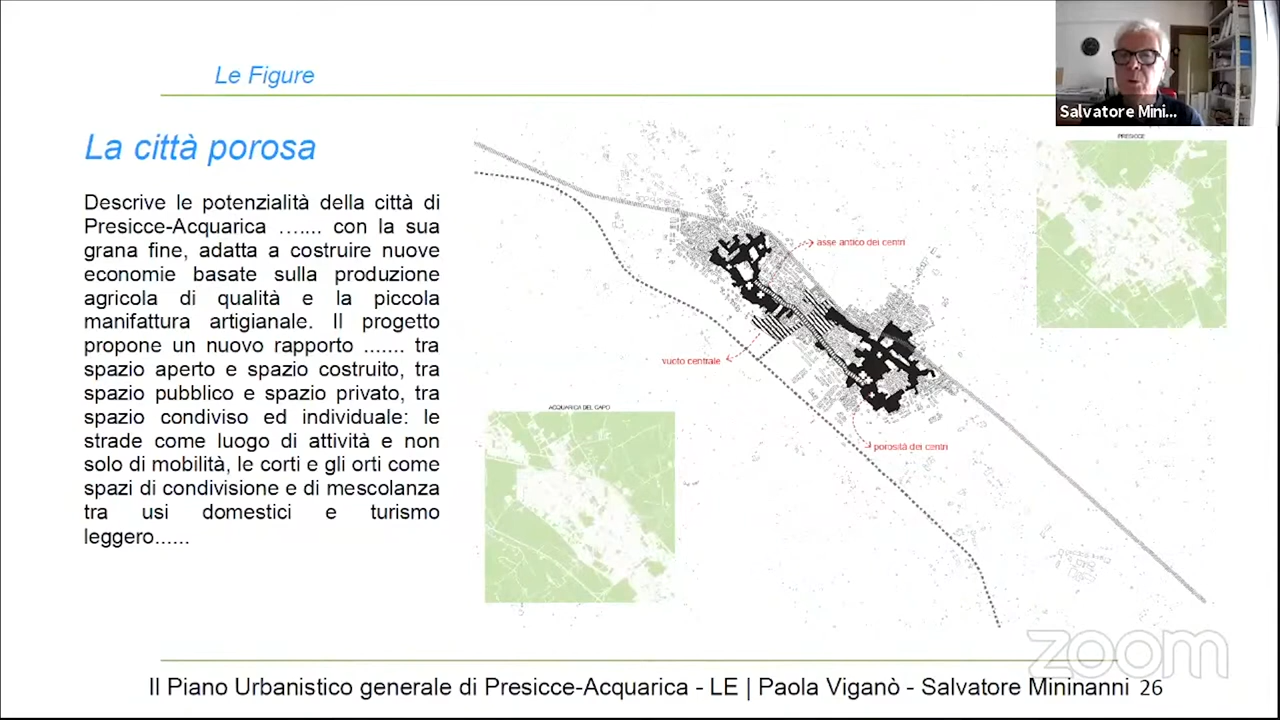 Le Figure
Salvatore Mini...
La città porosa
Descrive le potenzialità della città di
Presicce-Acquarica ....... con la sua
grana fine, adatta a costruire nuove
economie basate sulla produzione
agricola di qualità e la piccola
manifattura artigianale. Il progetto
propone un nuovo rapporto ....... tra
spazio aperto e spazio costruito, tra
spazio pubblico e spazio privato, tra
spazio condiviso ed individuale: le
strade come luogo di attività e non
solo di mobilità, le corti e gli orti come
spazi di condivisione e di mescolanza
tra usi domestici e turismo
leggero......
PRESICCE
asse antico dei centri
vuoto centrale
ACQUARICA DEL CAPO
porosità dei centri
zoom
Il Piano Urbanistico generale di Presicce-Acquarica - LE | Paola Viganò - Salvatore Mininanni 26